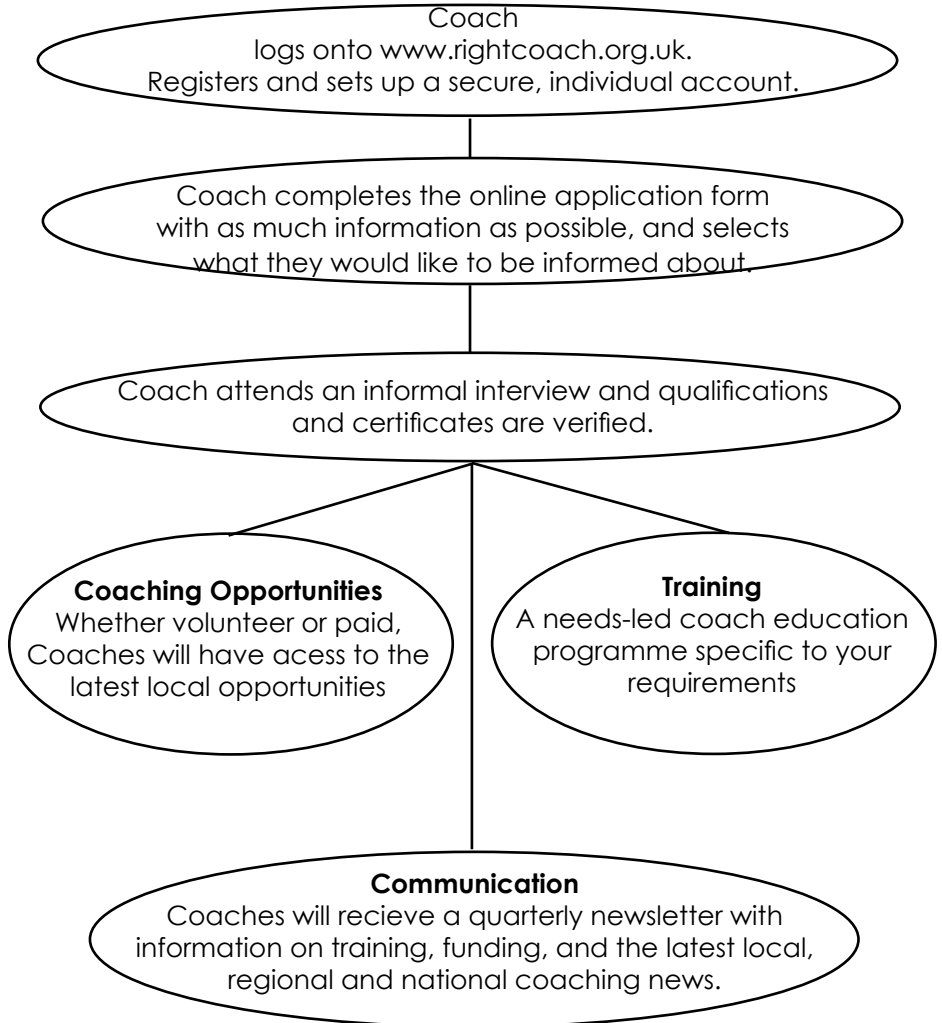 Coach
logs onto www.rightcoach.org.uk.
Registers and sets up a secure, individual account.
Coach completes the online application form
with as much information as possible, and selects
what they would like to be informed about.
Coach attends an informal interview and qualifications
and certificates are verified.
Coaching Opportunities
Whether volunteer or paid,
Coaches will have acess to the
latest local opportunities
Training
A needs-led coach education
programme specific to your
requirements
Communication
Coaches will recieve a quarterly newsletter with
information on training, funding, and the latest local,
regional and national coaching news.